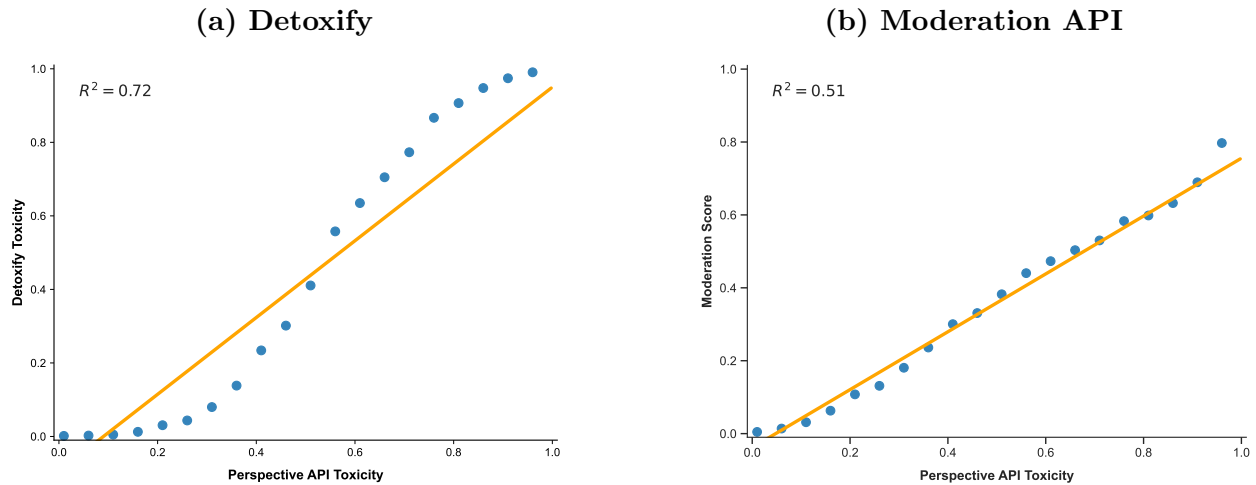 (a) Detoxify
R² = 0.72
1.0
0.8
0.6
0.4
0.2
0.0
Detoxify Toxicity
0.0 0.2 0.4 0.6 0.8 1.0
Perspective API Toxicity
(b) Moderation API
R² = 0.51
1.0
0.8
0.6
0.4
0.2
0.0
Moderation Score
0.0 0.2 0.4 0.6 0.8 1.0
Perspective API Toxicity